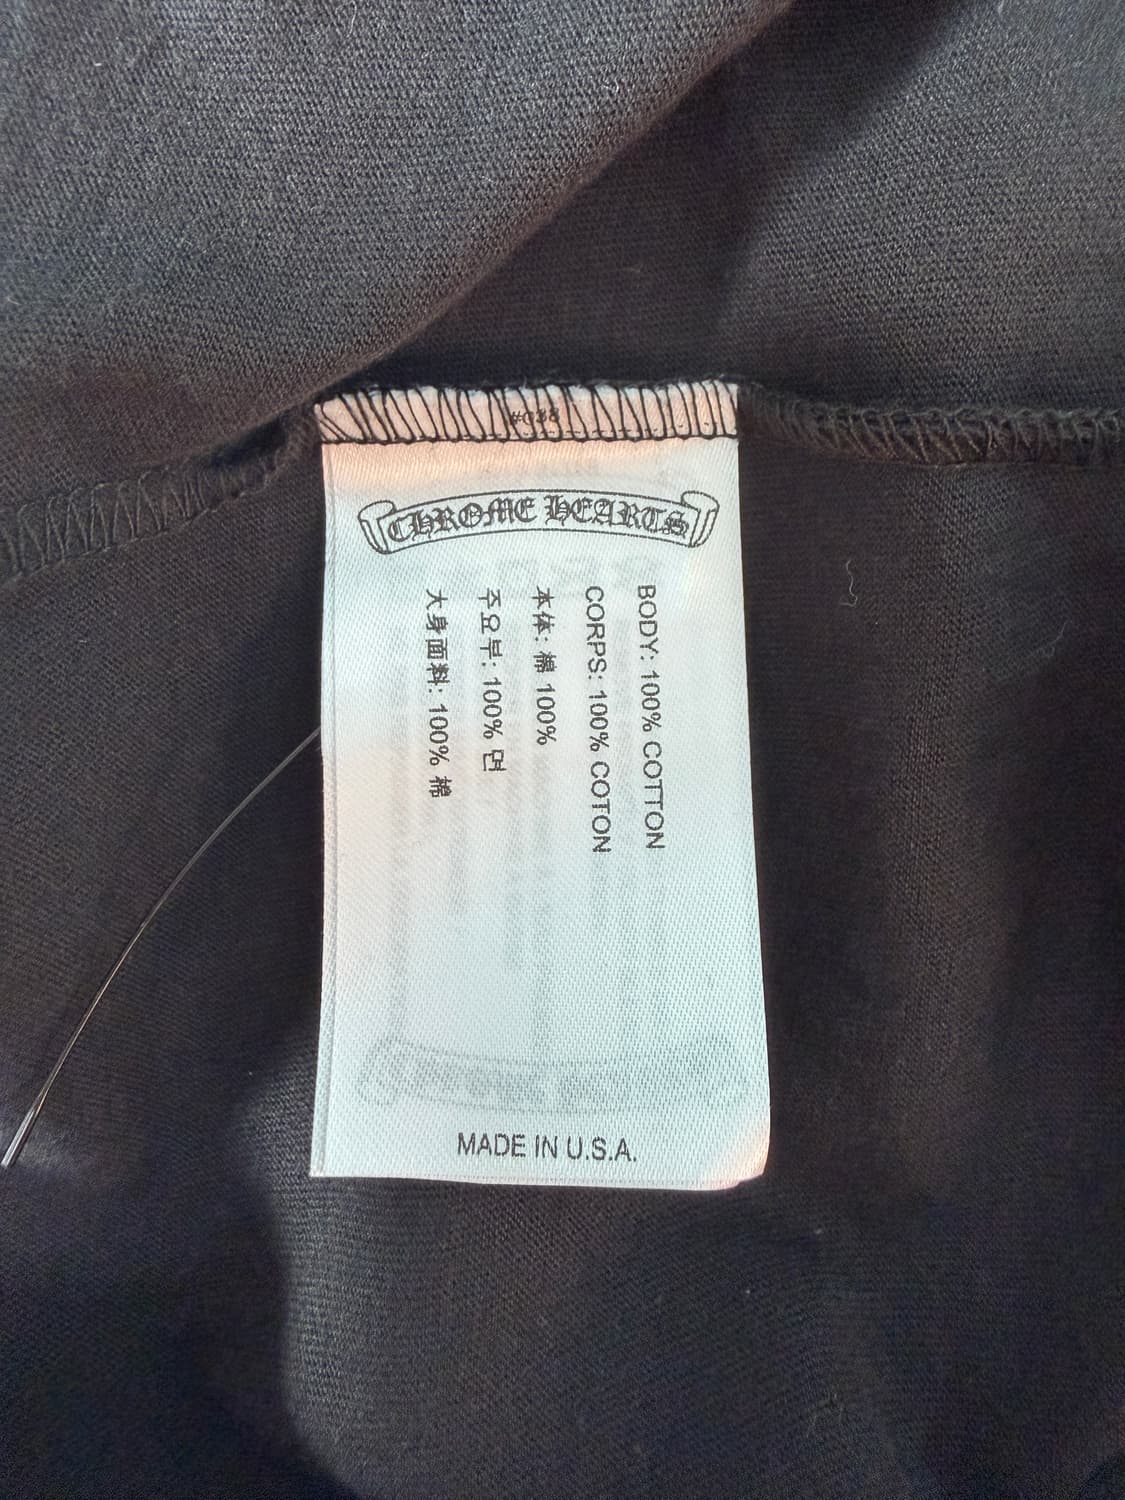 CHROME HEARTS
BODY: 100% COTTON
CORPS: 100% COTON
本体: 棉 100%
주요부: 100% 면
大身面料: 100% 棉
MADE IN U.S.A.